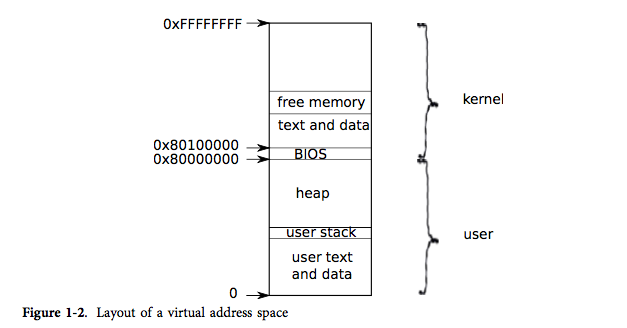 0xFFFFFFFF
free memory
text and data
kernel
0x80100000
0x80000000
BIOS
heap
user stack
user
user text
and data
0
Figure 1-2. Layout of a virtual address space